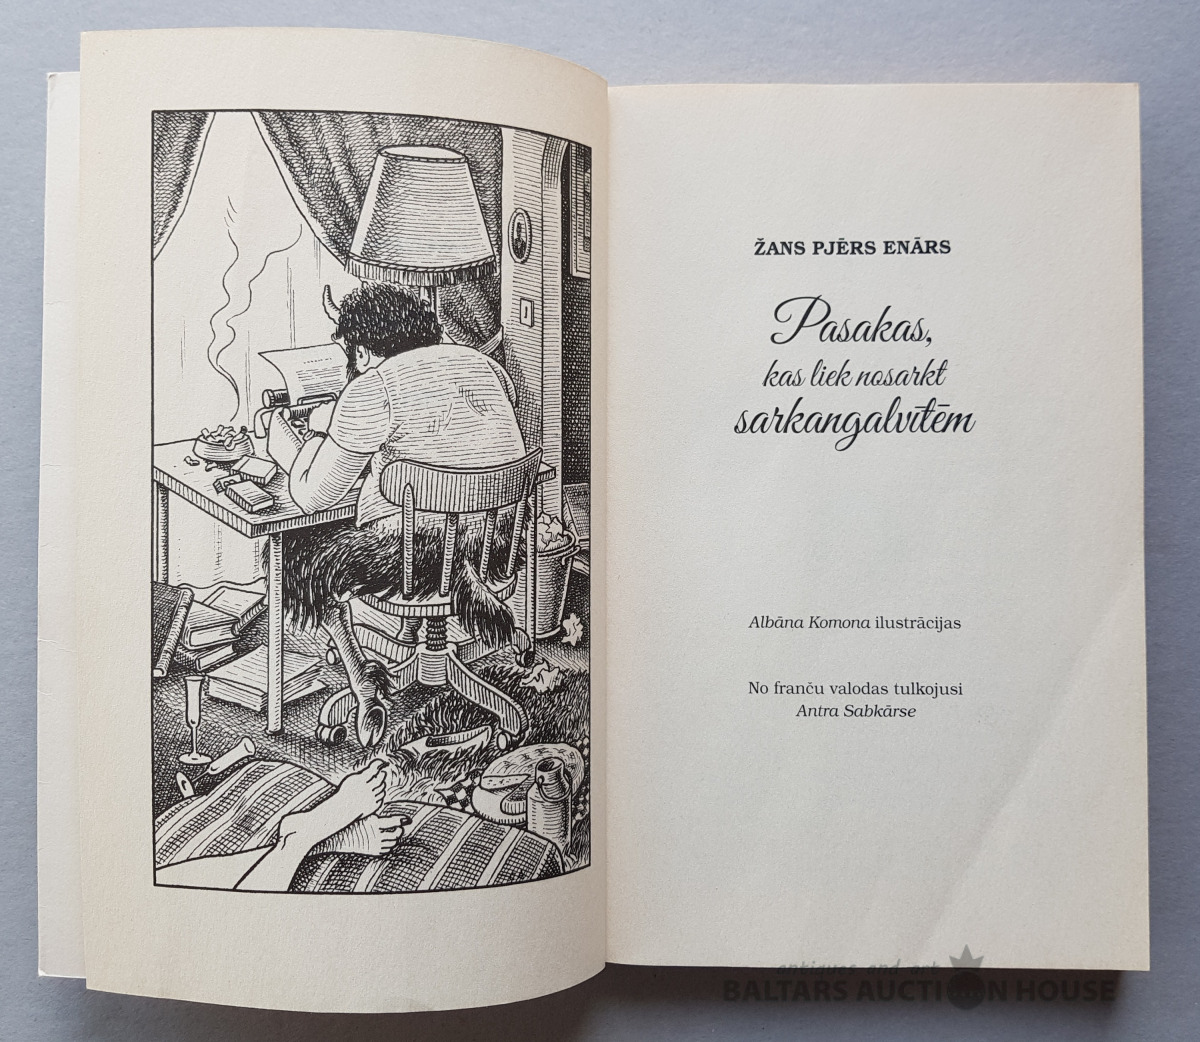 ŽANS PJĒRS ENĀRS
Pasakas,
kas liek nosarkt
sarkangalvītēm
Albāna Komona ilustrācijas
No franču valodas tulkojusi
Antra Sabkārse
antiques and art
BALTARS AUCTION HOUSE